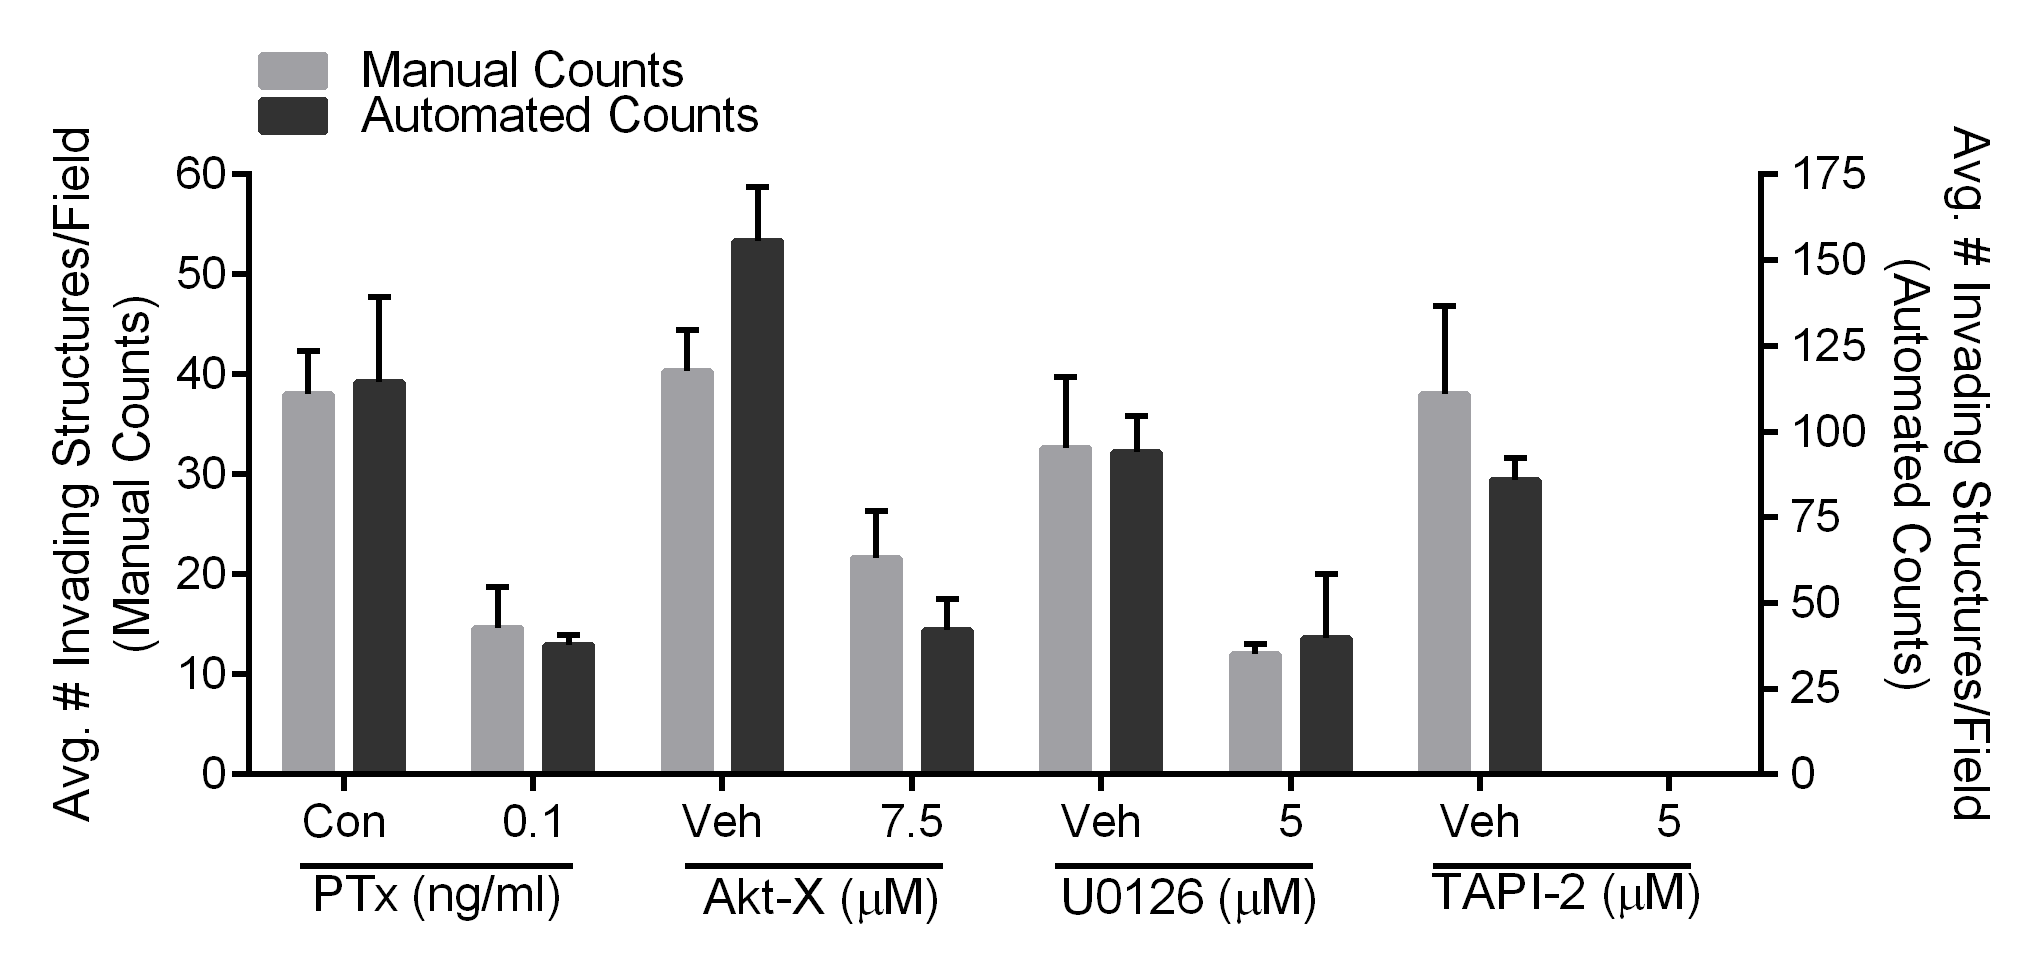 Manual Counts
Automated Counts
Avg. # Invading Structures/Field
(Manual Counts)
60
50
40
30
20
10
0
175
150
125
100
75
50
25
0
Avg. # Invading Structures/Field
(Automated Counts)
Con 0.1 Veh 7.5 Veh 5 Veh 5
PTx (ng/ml) Akt-X (μM) U0126 (μM) TAPI-2 (μM)